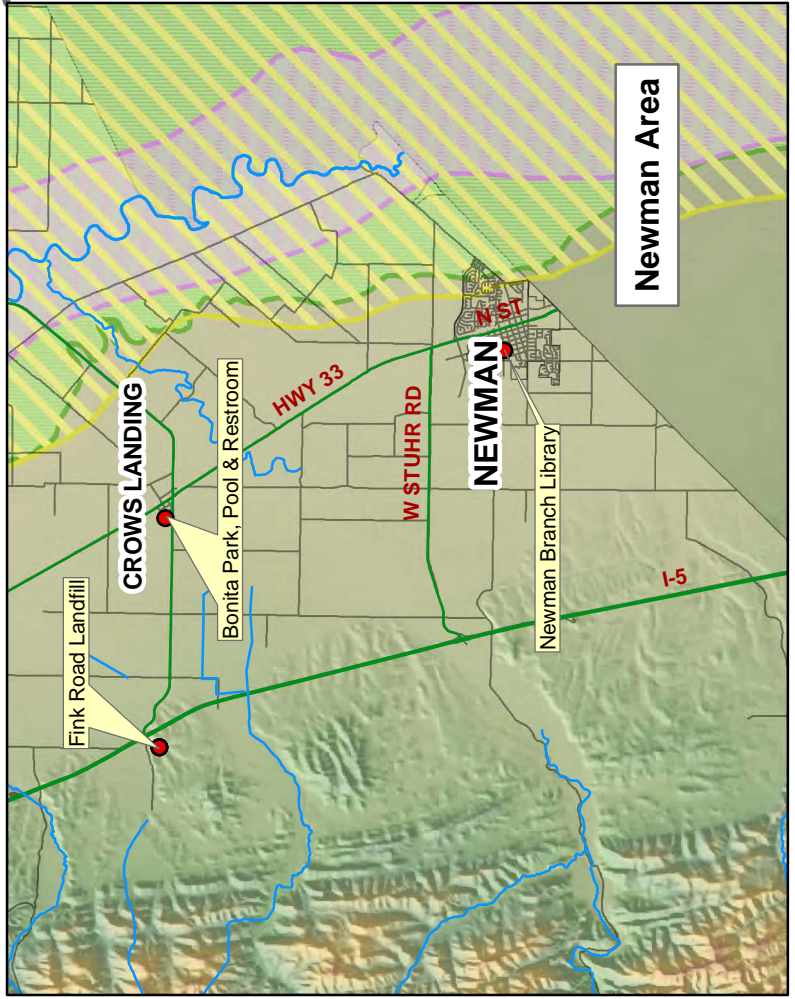 Fink Road Landfill
CROWS LANDING
Bonita Park, Pool & Restroom
HWY 33
W STUHR RD
N ST
NEWMAN
Newman Branch Library
I-5
Newman Area